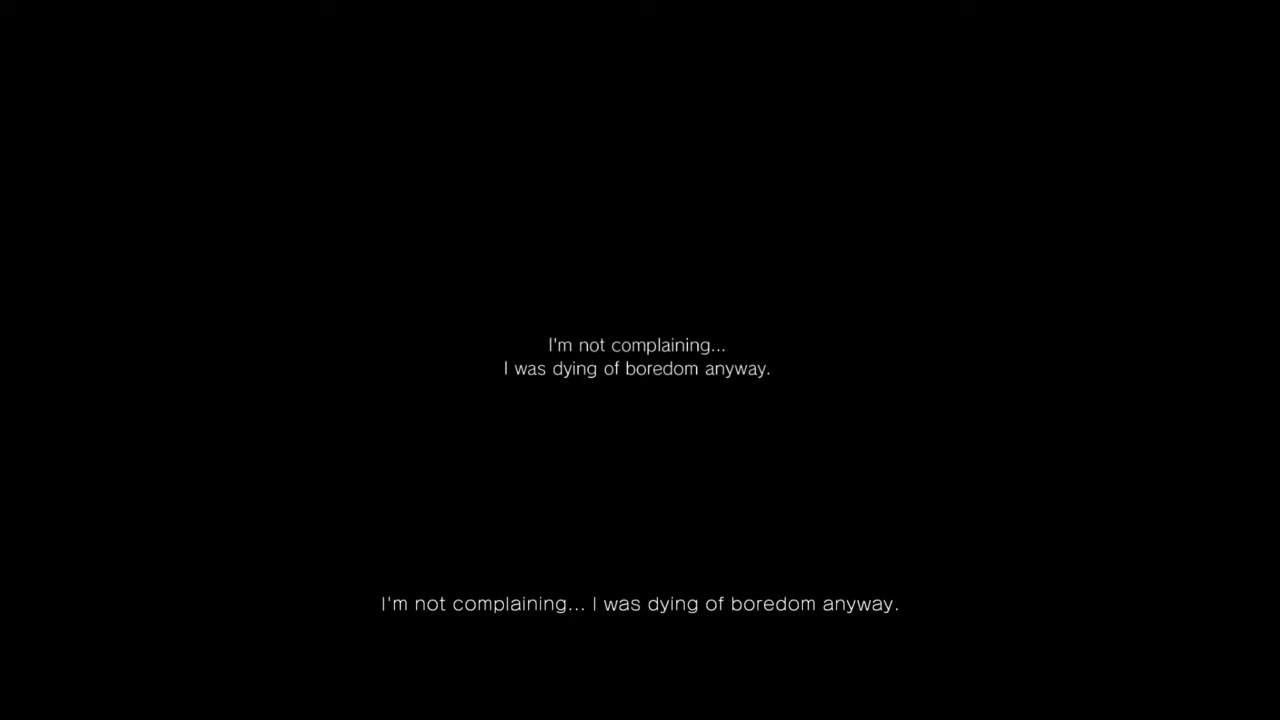 I'm not complaining...
I was dying of boredom anyway.
I'm not complaining... I was dying of boredom anyway.